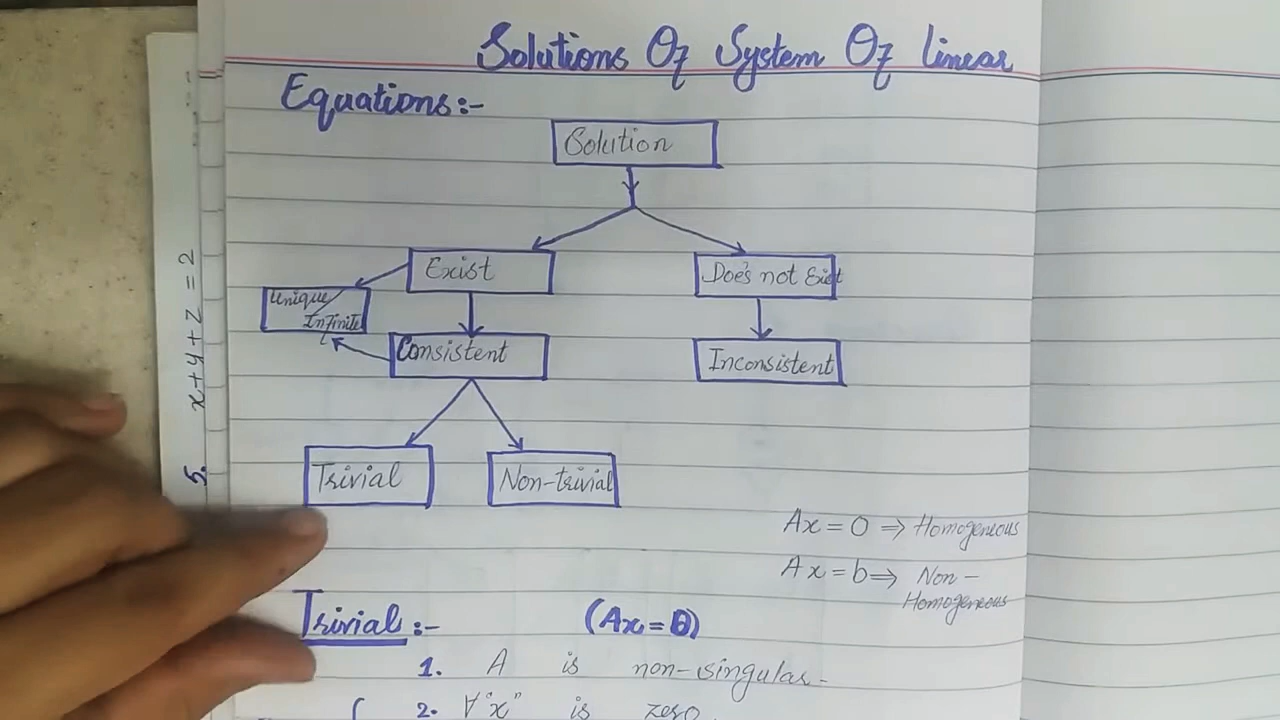 Solutions Of System Of Linear
Equations:-
Solution
Exist
Does not Exist
Unique
Infinite
Consistent
Inconsistent
Trivial
Non-trivial
Ax = 0 ⇒ Homogeneous
Ax = b ⇒ Non-
Homogeneous
Trivial:- (Ax=0)
1. A is non-singular.
2. ∀ "x" is zero.
5. x+y+z = 2